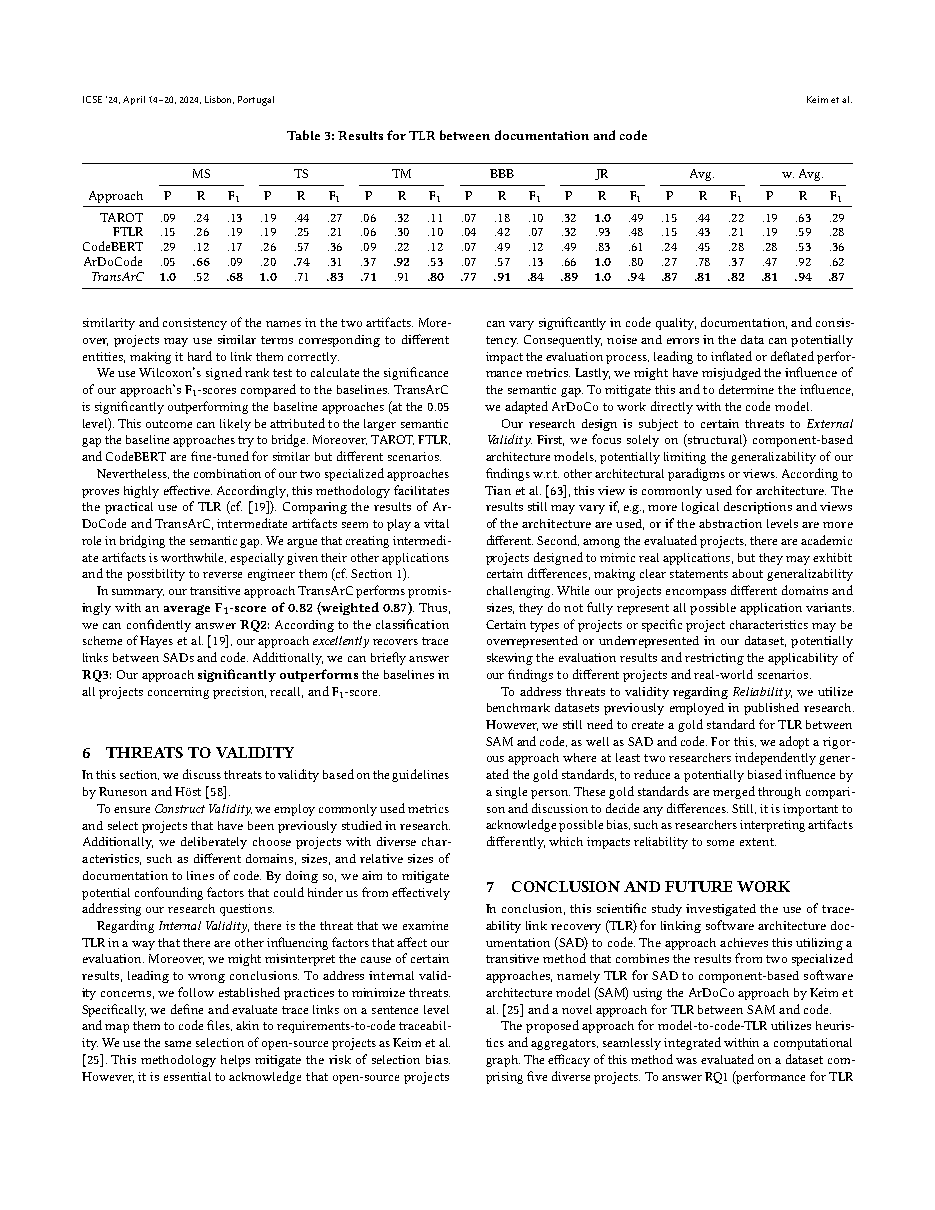 ICSE '24, April 14–20, 2024, Lisbon, Portugal
Keim et al.
Table 3: Results for TLR between documentation and code
MS TS TM BBB JR Avg. w. Avg.
Approach P R F1 P R F1 P R F1 P R F1 P R F1 P R F1 P R F1
TAROT .09 .24 .13 .19 .44 .27 .06 .32 .11 .07 .18 .10 .32 1.0 .49 .15 .44 .22 .19 .63 .29
FTLR .15 .26 .19 .19 .25 .21 .06 .30 .10 .04 .42 .07 .32 .93 .48 .15 .43 .21 .19 .59 .28
CodeBERT .29 .12 .17 .26 .57 .36 .09 .22 .12 .07 .49 .12 .49 .83 .61 .24 .45 .28 .28 .53 .36
ArDoCode .05 .66 .09 .20 .74 .31 .37 .92 .53 .07 .57 .13 .66 1.0 .80 .27 .78 .37 .47 .92 .62
TransArC 1.0 .52 .68 1.0 .71 .83 .71 .91 .80 .77 .91 .84 .89 1.0 .94 .87 .81 .82 .81 .94 .87
similarity and consistency of the names in the two artifacts. More-
over, projects may use similar terms corresponding to different
entities, making it hard to link them correctly.
We use Wilcoxon's signed rank test to calculate the significance
of our approach's F1-scores compared to the baselines. TransArC
is significantly outperforming the baseline approaches (at the 0.05
level). This outcome can likely be attributed to the larger semantic
gap the baseline approaches try to bridge. Moreover, TAROT, FTLR,
and CodeBERT are fine-tuned for similar but different scenarios.
Nevertheless, the combination of our two specialized approaches
proves highly effective. Accordingly, this methodology facilitates
the practical use of TLR (cf. [19]). Comparing the results of Ar-
DoCode and TransArC, intermediate artifacts seem to play a vital
role in bridging the semantic gap. We argue that creating intermedi-
ate artifacts is worthwhile, especially given their other applications
and the possibility to reverse engineer them (cf. Section 1).
In summary, our transitive approach TransArC performs promis-
ingly with an average F1-score of 0.82 (weighted 0.87). Thus,
we can confidently answer RQ2: According to the classification
scheme of Hayes et al. [19], our approach excellently recovers trace
links between SADs and code. Additionally, we can briefly answer
RQ3: Our approach significantly outperforms the baselines in
all projects concerning precision, recall, and F1-score.
6 THREATS TO VALIDITY
In this section, we discuss threats to validity based on the guidelines
by Runeson and Höst [58].
To ensure Construct Validity, we employ commonly used metrics
and select projects that have been previously studied in research.
Additionally, we deliberately choose projects with diverse char-
acteristics, such as different domains, sizes, and relative sizes of
documentation to lines of code. By doing so, we aim to mitigate
potential confounding factors that could hinder us from effectively
addressing our research questions.
Regarding Internal Validity, there is the threat that we examine
TLR in a way that there are other influencing factors that affect our
evaluation. Moreover, we might misinterpret the cause of certain
results, leading to wrong conclusions. To address internal valid-
ity concerns, we follow established practices to minimize threats.
Specifically, we define and evaluate trace links on a sentence level
and map them to code files, akin to requirements-to-code traceabil-
ity. We use the same selection of open-source projects as Keim et al.
[25]. This methodology helps mitigate the risk of selection bias.
However, it is essential to acknowledge that open-source projects
can vary significantly in code quality, documentation, and consis-
tency. Consequently, noise and errors in the data can potentially
impact the evaluation process, leading to inflated or deflated perfor-
mance metrics. Lastly, we might have misjudged the influence of
the semantic gap. To mitigate this and to determine the influence,
we adapted ArDoCo to work directly with the code model.
Our research design is subject to certain threats to External
Validity. First, we focus solely on (structural) component-based
architecture models, potentially limiting the generalizability of our
findings w.r.t. other architectural paradigms or views. According to
Tian et al. [63], this view is commonly used for architecture. The
results still may vary if, e.g., more logical descriptions and views
of the architecture are used, or if the abstraction levels are more
different. Second, among the evaluated projects, there are academic
projects designed to mimic real applications, but they may exhibit
certain differences, making clear statements about generalizability
challenging. While our projects encompass different domains and
sizes, they do not fully represent all possible application variants.
Certain types of projects or specific project characteristics may be
overrepresented or underrepresented in our dataset, potentially
skewing the evaluation results and restricting the applicability of
our findings to different projects and real-world scenarios.
To address threats to validity regarding Reliability, we utilize
benchmark datasets previously employed in published research.
However, we still need to create a gold standard for TLR between
SAM and code, as well as SAD and code. For this, we adopt a rigor-
ous approach where at least two researchers independently gener-
ated the gold standards, to reduce a potentially biased influence by
a single person. These gold standards are merged through compari-
son and discussion to decide any differences. Still, it is important to
acknowledge possible bias, such as researchers interpreting artifacts
differently, which impacts reliability to some extent.
7 CONCLUSION AND FUTURE WORK
In conclusion, this scientific study investigated the use of trace-
ability link recovery (TLR) for linking software architecture doc-
umentation (SAD) to code. The approach achieves this utilizing a
transitive method that combines the results from two specialized
approaches, namely TLR for SAD to component-based software
architecture model (SAM) using the ArDoCo approach by Keim et
al. [25] and a novel approach for TLR between SAM and code.
The proposed approach for model-to-code-TLR utilizes heuris-
tics and aggregators, seamlessly integrated within a computational
graph. The efficacy of this method was evaluated on a dataset com-
prising five diverse projects. To answer RQ1 (performance for TLR